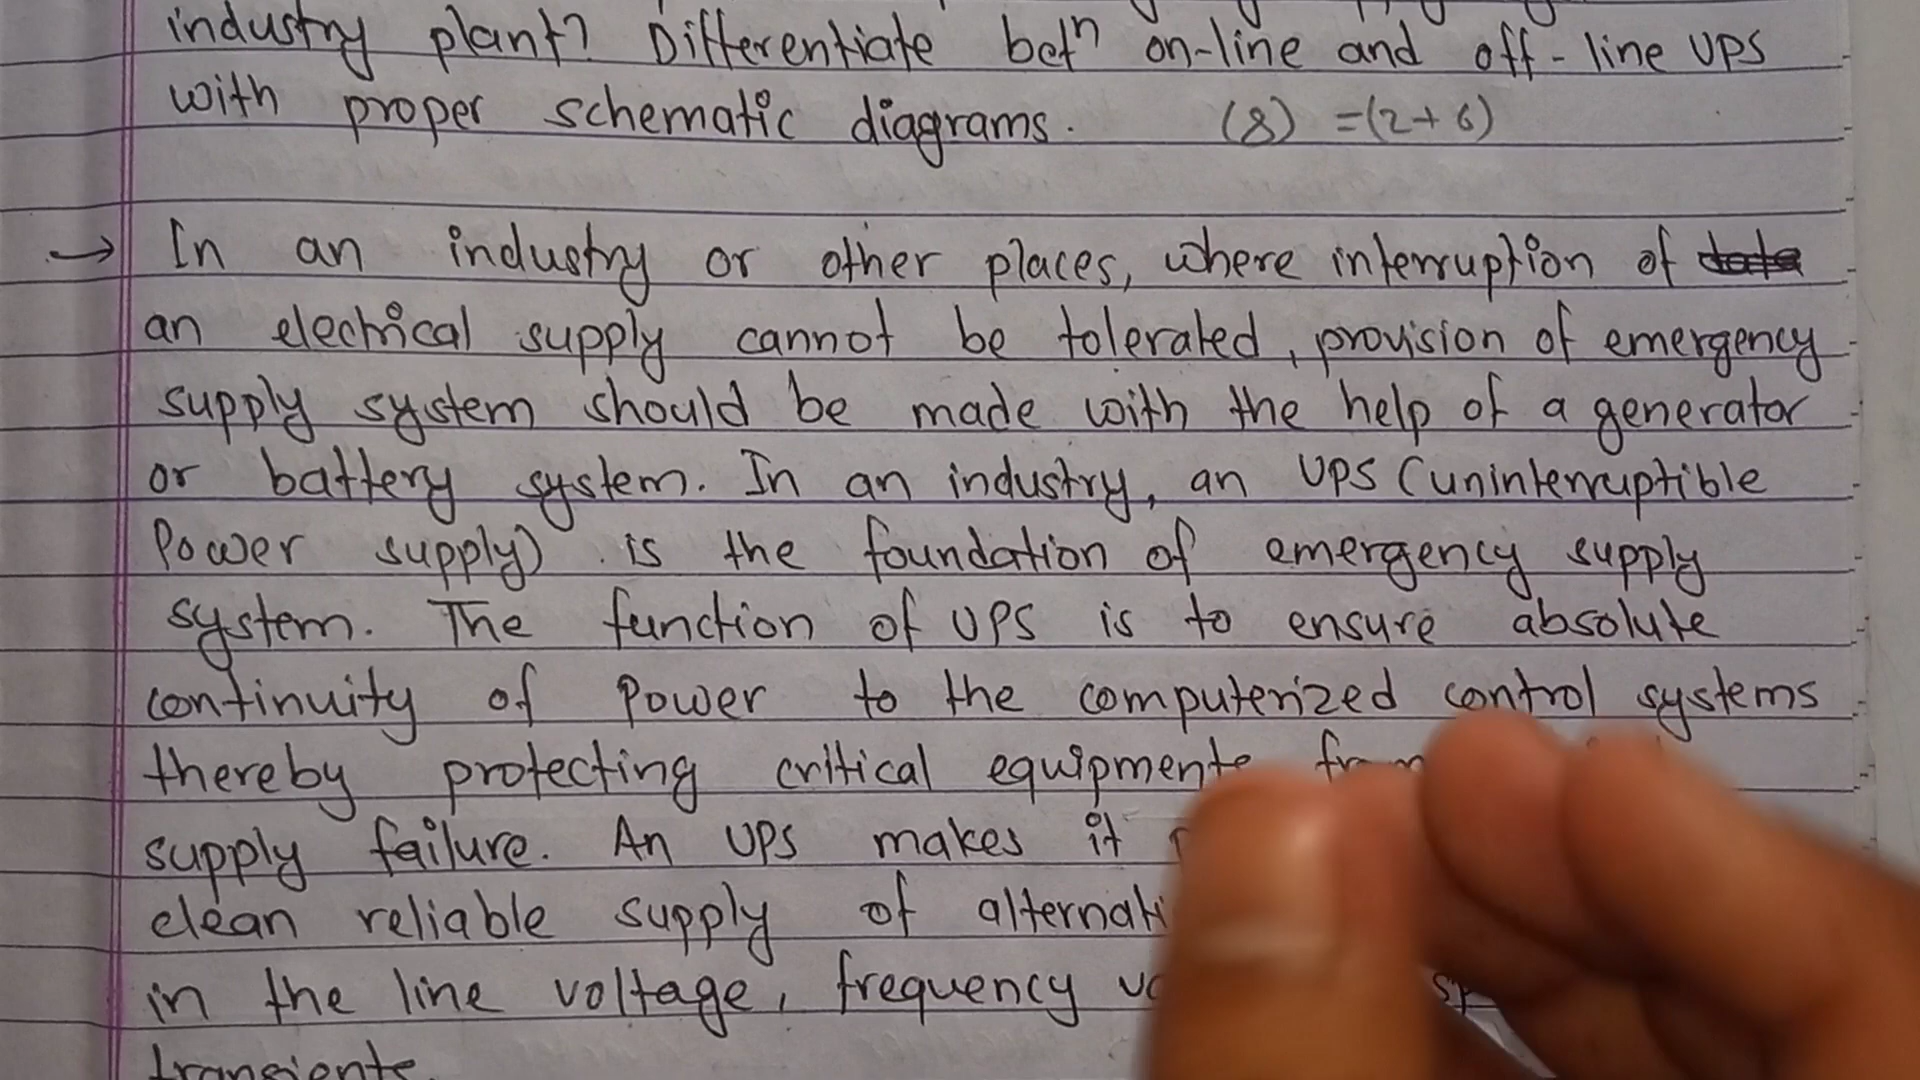 industry plant? Differentiate betn on-line and off-line UPS
with proper schematic diagrams. (8) =(2+6)
→ In an industry or other places, where interruption of
an electrical supply cannot be tolerated, provision of emergency
supply system should be made with the help of a generator
or battery system. In an industry, an UPS (uninterruptible
Power supply) is the foundation of emergency supply
system. The function of UPS is to ensure absolute
continuity of power to the computerized control systems
thereby protecting critical equipments
supply failure. An UPS makes it
clean reliable supply of
in the line voltage, frequency
transients.